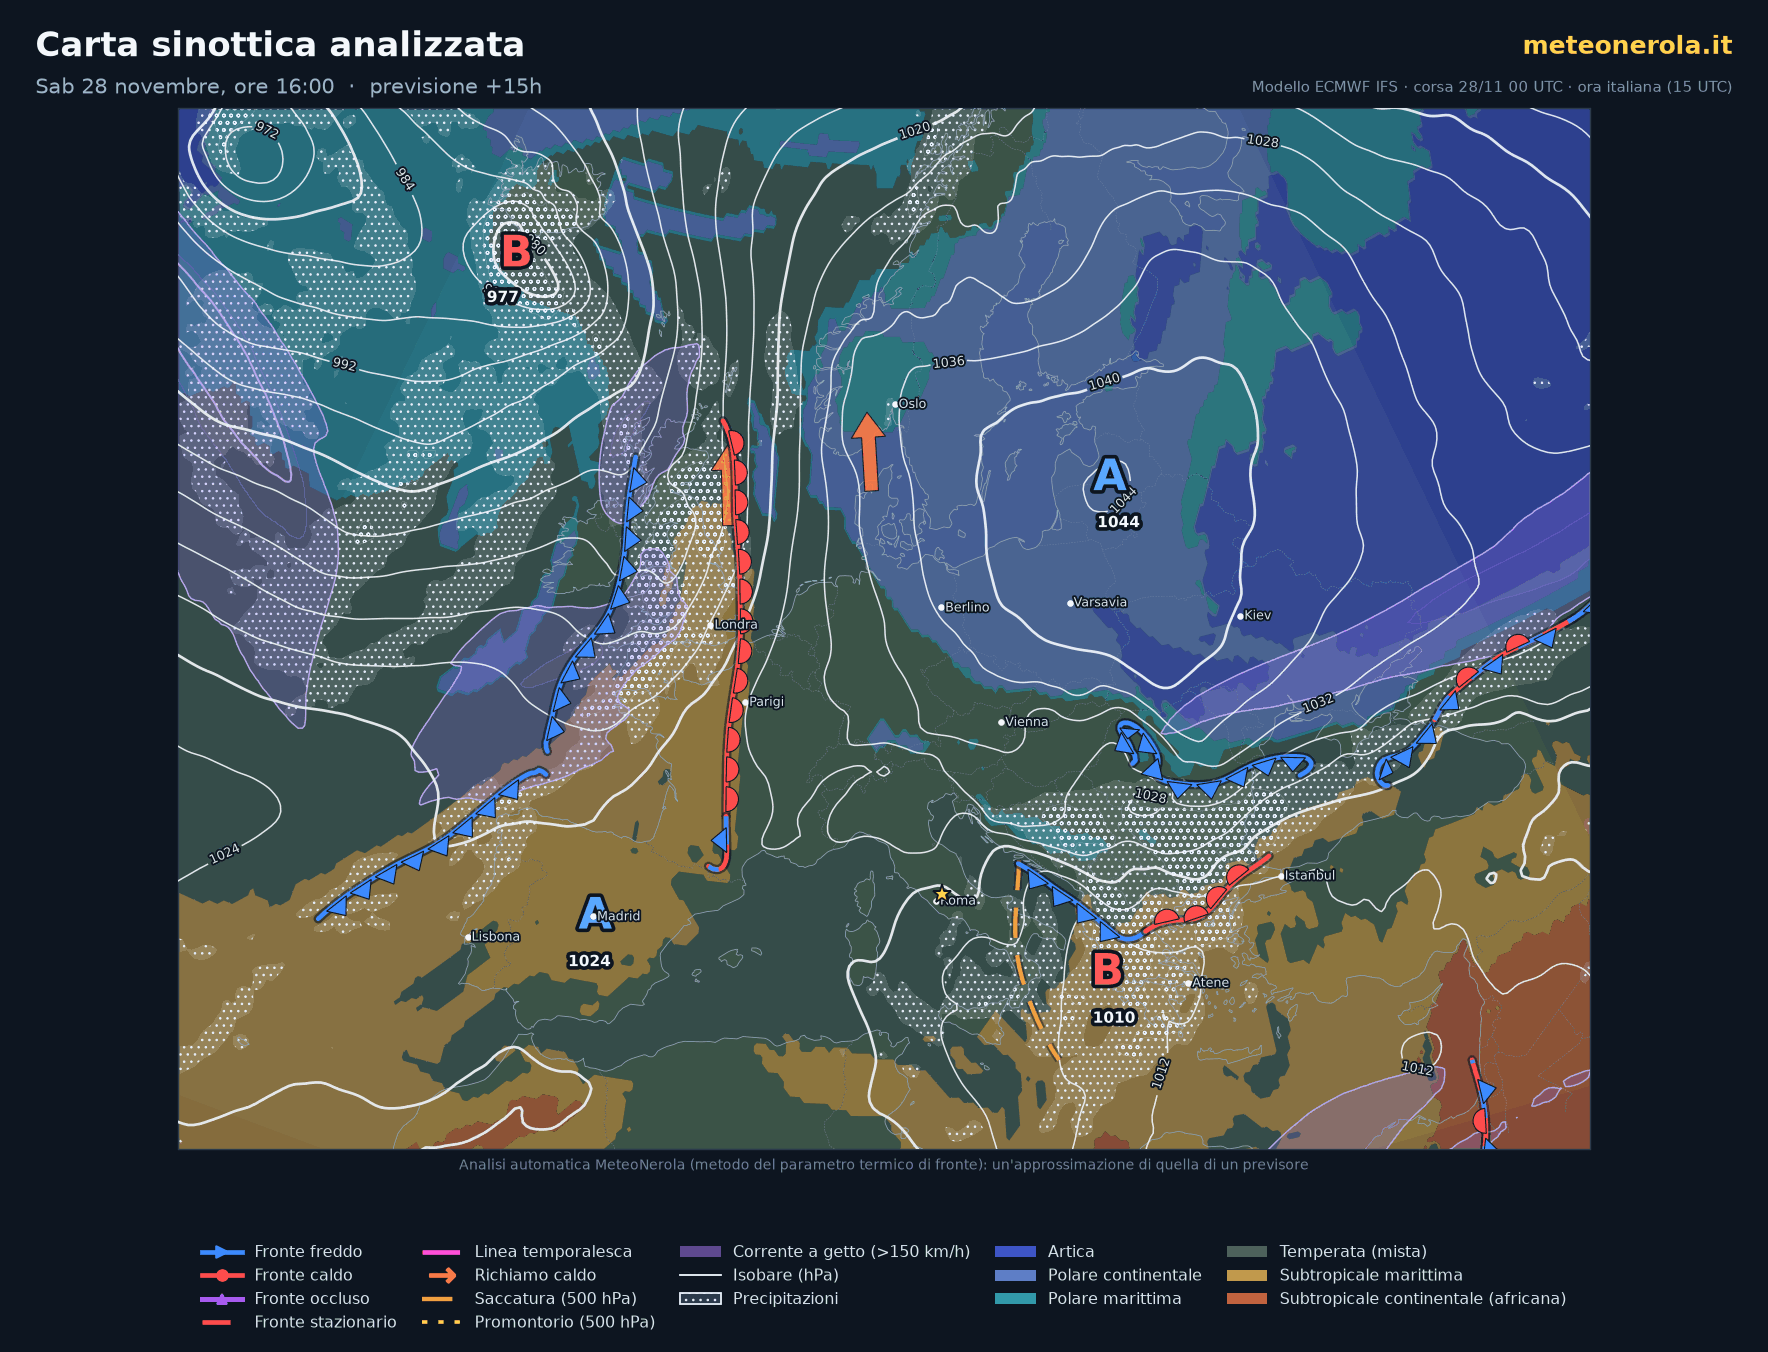 Carta sinottica analizzata
meteonerola.it
Sab 28 novembre, ore 16:00 · previsione +15h
Modello ECMWF IFS · corsa 28/11 00 UTC · ora italiana (15 UTC)
972
1020
1028
984
B
977
992
1036
1040
Oslo
A
1044
1044
Berlino
Varsavia
Kiev
Londra
Parigi
Vienna
1032
1028
1024
Istanbul
Roma
A
Madrid
Lisbona
1024
B
Atene
1010
1012
1012
Analisi automatica MeteoNerola (metodo del parametro termico di fronte): un'approssimazione di quella di un previsore
Fronte freddo
Fronte caldo
Fronte occluso
Fronte stazionario
Linea temporalesca
Richiamo caldo
Saccatura (500 hPa)
Promontorio (500 hPa)
Corrente a getto (>150 km/h)
Isobare (hPa)
Precipitazioni
Artica
Polare continentale
Polare marittima
Temperata (mista)
Subtropicale marittima
Subtropicale continentale (africana)